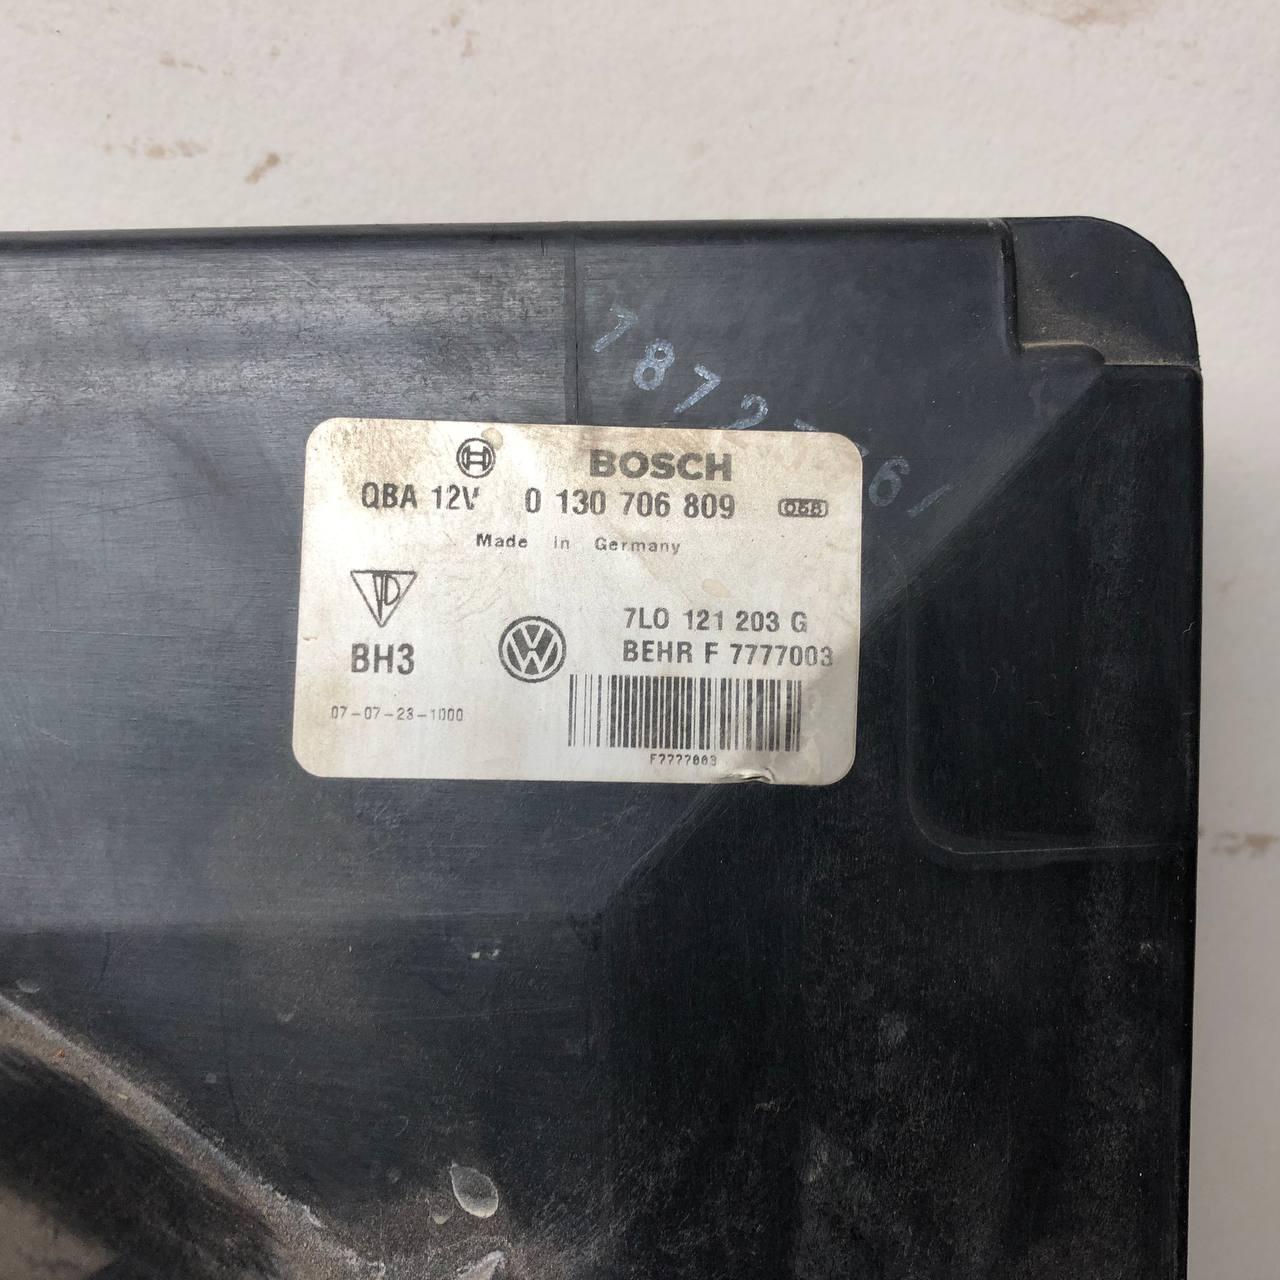 BOSCH
QBA 12V 0 130 706 809 058
Made in Germany
7L0 121 203 G
BH3 BEHR F 7777003
07-07-23-1000
F7777003